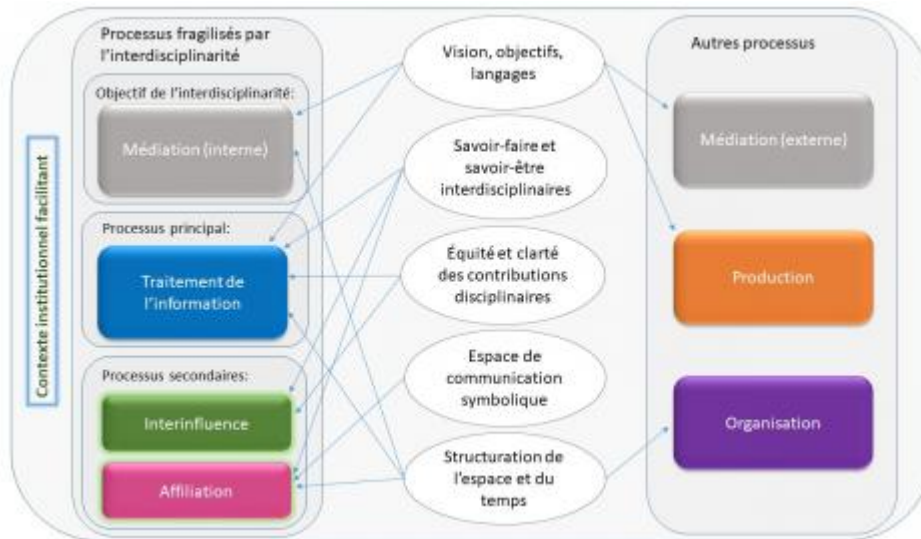 Contexte institutionnel facilitant
Processus fragilisés par
l'interdisciplinarité
Objectif de l'interdisciplinarité:
Médiation (interne)
Processus principal:
Traitement de
l'information
Processus secondaires:
Interinfluence
Affiliation
Vision, objectifs,
langages
Savoir-faire et
savoir-être
interdisciplinaires
Équité et clarté
des contributions
disciplinaires
Espace de
communication
symbolique
Structuration de
l'espace et du
temps
Autres processus
Médiation (externe)
Production
Organisation